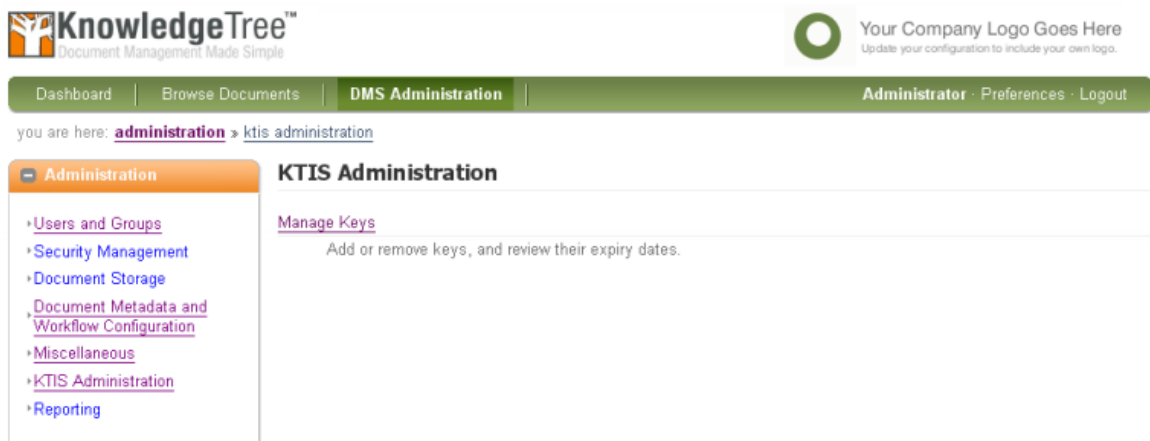 KnowledgeTree™
Document Management Made Simple
Your Company Logo Goes Here
Update your configuration to include your own logo.
Dashboard Browse Documents DMS Administration Administrator · Preferences · Logout
you are here: administration » ktis administration
Administration
Users and Groups
Security Management
Document Storage
Document Metadata and
Workflow Configuration
Miscellaneous
KTIS Administration
Reporting
KTIS Administration
Manage Keys
Add or remove keys, and review their expiry dates.